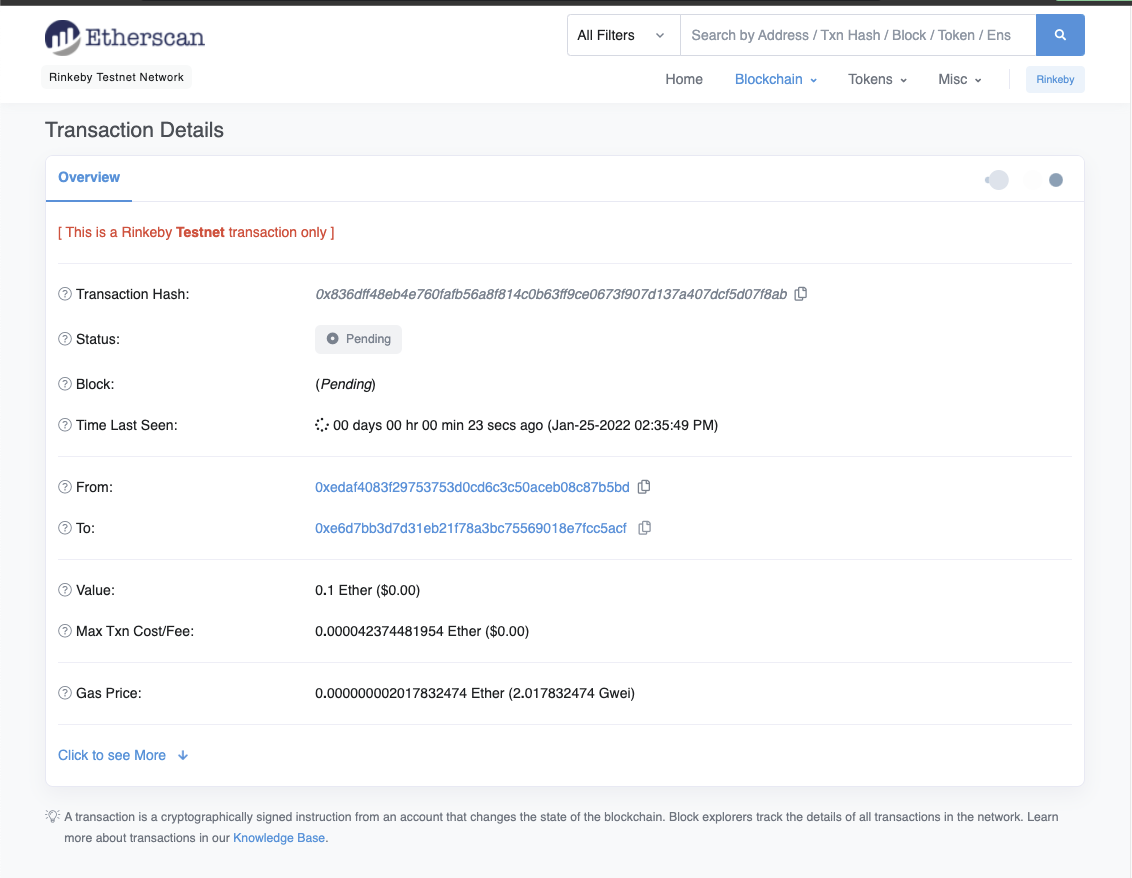 Etherscan
All Filters
Search by Address / Txn Hash / Block / Token / Ens
Rinkeby Testnet Network
Home Blockchain Tokens Misc Rinkeby
Transaction Details
Overview
[ This is a Rinkeby Testnet transaction only ]
Transaction Hash: 0x836dff48eb4e760fafb56a8f814c0b63ff9ce0673f907d137a407dcf5d07f8ab
Status: Pending
Block: (Pending)
Time Last Seen: 00 days 00 hr 00 min 23 secs ago (Jan-25-2022 02:35:49 PM)
From: 0xedaf4083f29753753d0cd6c3c50aceb08c87b5bd
To: 0xe6d7bb3d7d31eb21f78a3bc75569018e7fcc5acf
Value: 0.1 Ether ($0.00)
Max Txn Cost/Fee: 0.000042374481954 Ether ($0.00)
Gas Price: 0.000000002017832474 Ether (2.017832474 Gwei)
Click to see More
A transaction is a cryptographically signed instruction from an account that changes the state of the blockchain. Block explorers track the details of all transactions in the network. Learn
more about transactions in our Knowledge Base.